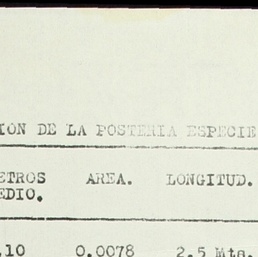 ION DE LA POSTERIA ESPECIE
ETROS AREA. LONGITUD.
EDIO.
.10 0.0078 2.5 Mts.